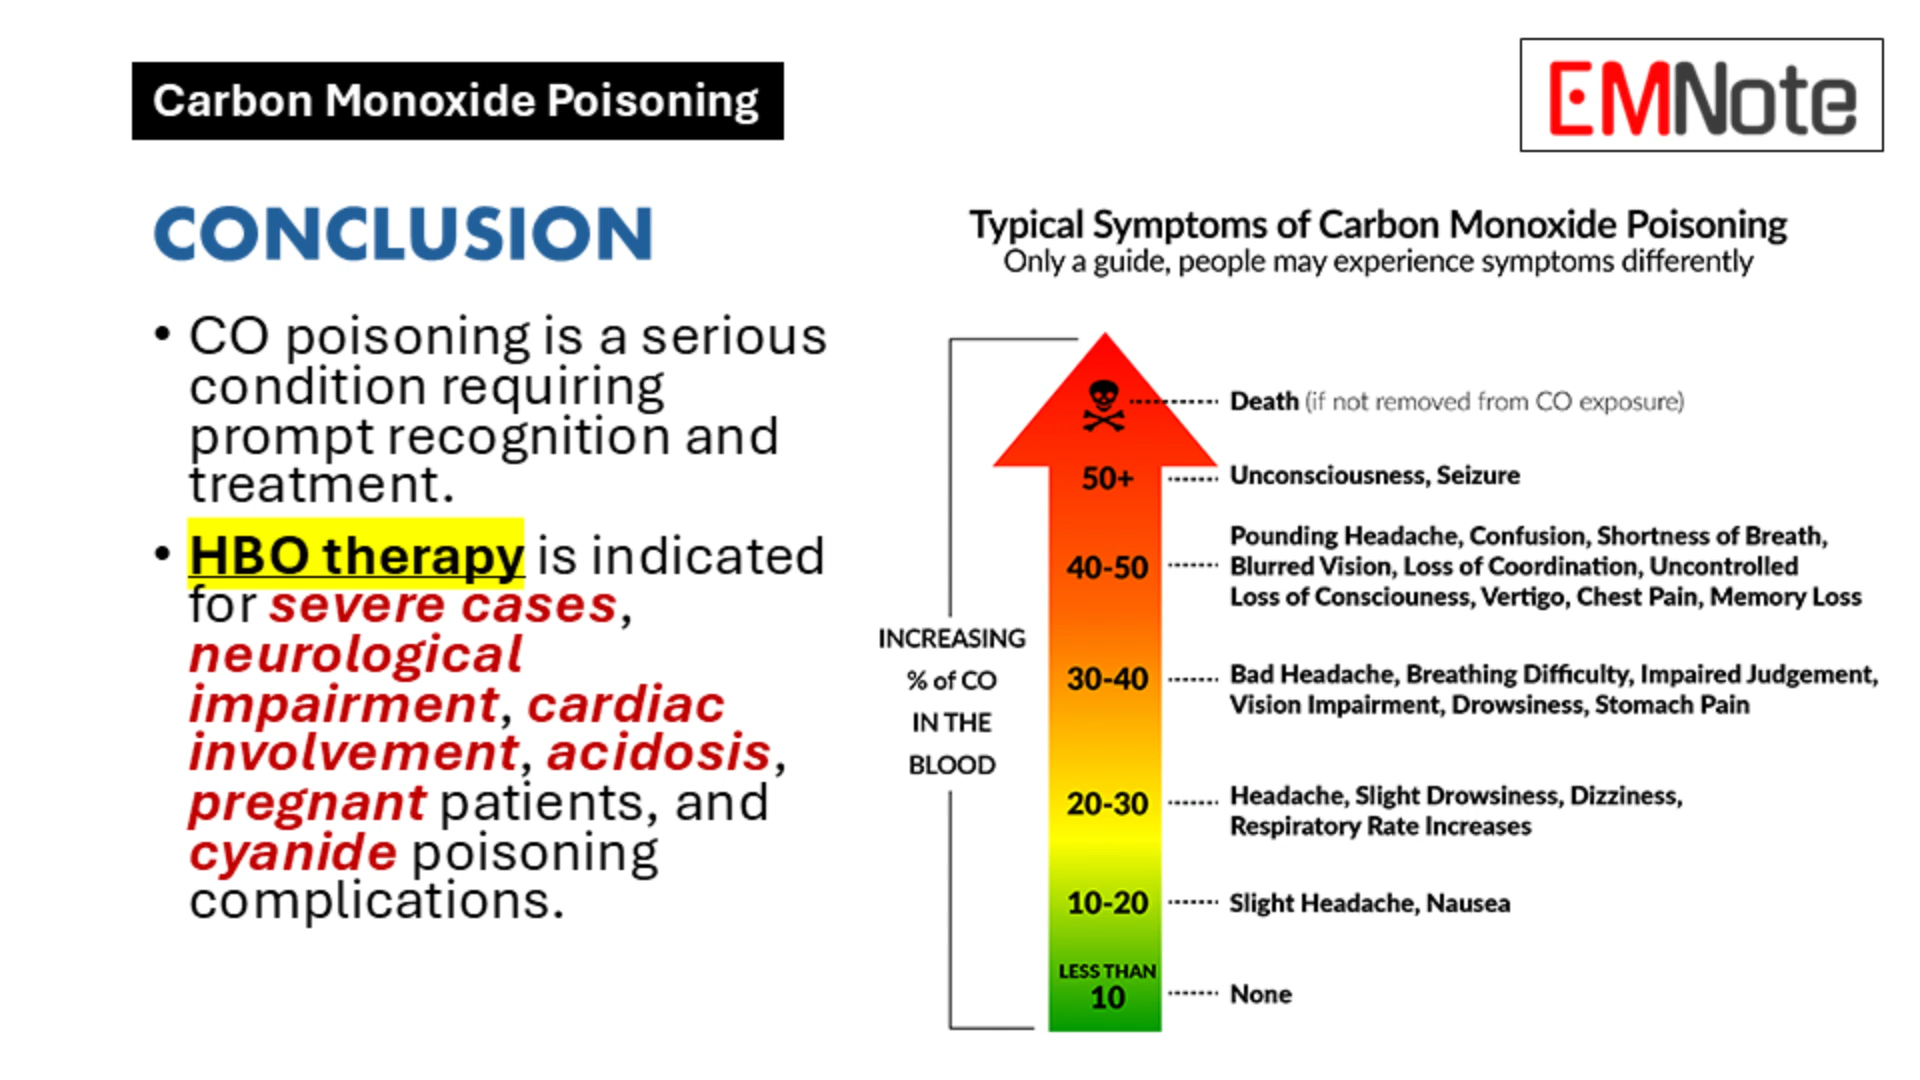 Carbon Monoxide Poisoning
EMNote
CONCLUSION
• CO poisoning is a serious
condition requiring
prompt recognition and
treatment.
• HBO therapy is indicated
for severe cases,
neurological
impairment, cardiac
involvement, acidosis,
pregnant patients, and
cyanide poisoning
complications.
Typical Symptoms of Carbon Monoxide Poisoning
Only a guide, people may experience symptoms differently
INCREASING
% of CO
IN THE
BLOOD
Death (if not removed from CO exposure)
50+ Unconsciousness, Seizure
40-50 Pounding Headache, Confusion, Shortness of Breath,
Blurred Vision, Loss of Coordination, Uncontrolled
Loss of Consciouness, Vertigo, Chest Pain, Memory Loss
30-40 Bad Headache, Breathing Difficulty, Impaired Judgement,
Vision Impairment, Drowsiness, Stomach Pain
20-30 Headache, Slight Drowsiness, Dizziness,
Respiratory Rate Increases
10-20 Slight Headache, Nausea
LESS THAN
10 None